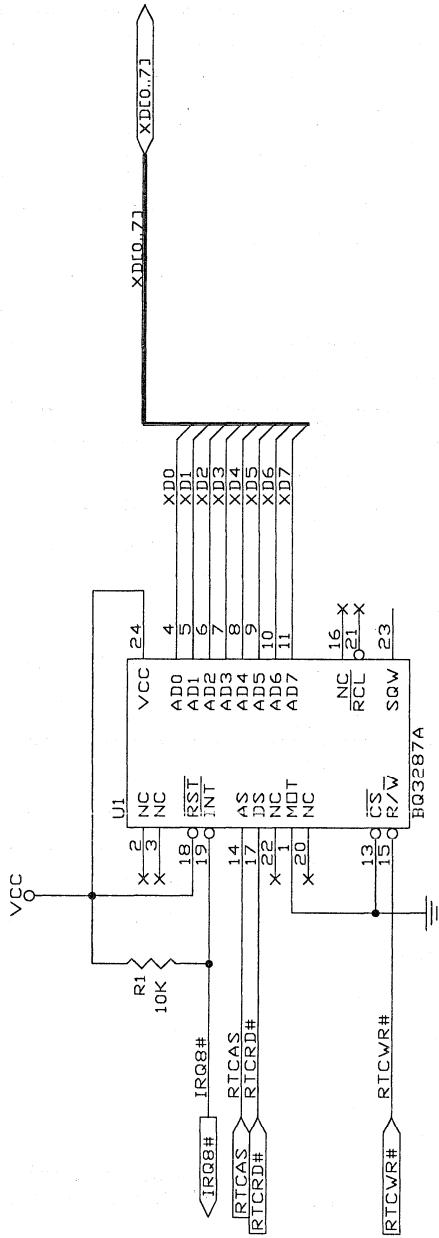 VCC
R1
10K
IRQ8#
IRQ8#
RTCAS
RTCRD#
RTCAS
RTCRD#
RTCWR#
RTCWR#
U1
2 NC
3 NC
18 RST
19 INT
14 AS
17 DS
22 NC
1 MOT
20 NC
13 CS
15 R/W
VCC 24
AD0 4 XD0
AD1 5 XD1
AD2 6 XD2
AD3 7 XD3
AD4 8 XD4
AD5 9 XD5
AD6 10 XD6
AD7 11 XD7
NC 16
RCL 21
SQW 23
BQ3287A
XD[0..7]
XD[0..7]